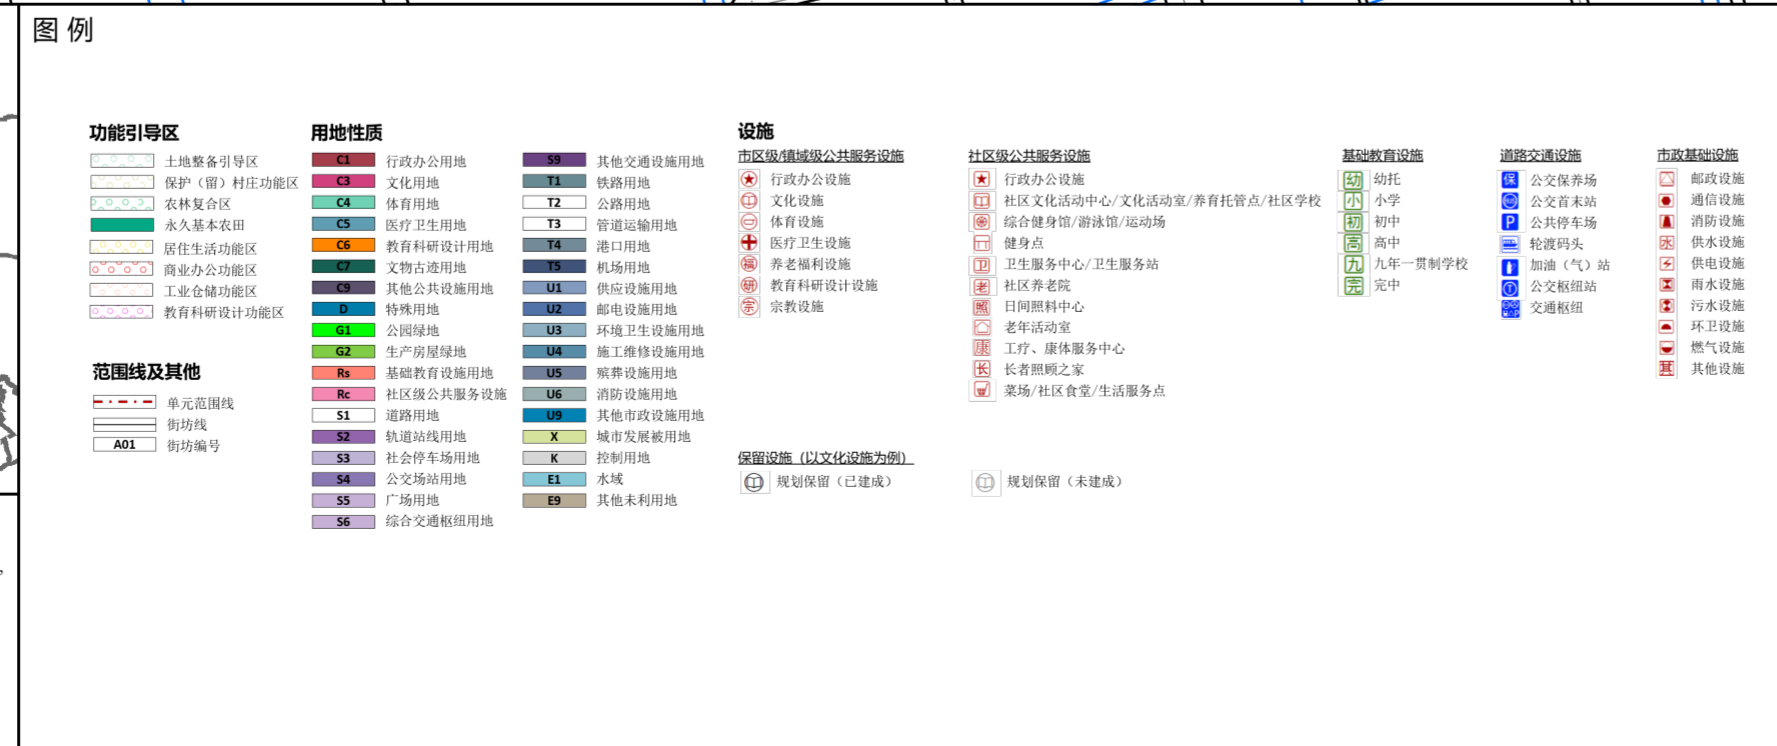 图 例
功能引导区
土地整备引导区
保护（留）村庄功能区
农林复合区
永久基本农田
居住生活功能区
商业办公功能区
工业仓储功能区
教育科研设计功能区
范围线及其他
单元范围线
街坊线
A01 街坊编号
用地性质
C1 行政办公用地
C3 文化用地
C4 体育用地
C5 医疗卫生用地
C6 教育科研设计用地
C7 文物古迹用地
C9 其他公共设施用地
D 特殊用地
G1 公园绿地
G2 生产房屋绿地
Rs 基础教育设施用地
Rc 社区级公共服务设施
S1 道路用地
S2 轨道站线用地
S3 社会停车场用地
S4 公交场站用地
S5 广场用地
S6 综合交通枢纽用地
S9 其他交通设施用地
T1 铁路用地
T2 公路用地
T3 管道运输用地
T4 港口用地
T5 机场用地
U1 供应设施用地
U2 邮电设施用地
U3 环境卫生设施用地
U4 施工维修设施用地
U5 殡葬设施用地
U6 消防设施用地
U9 其他市政设施用地
X 城市发展被用地
K 控制用地
E1 水域
E9 其他未利用地
设施
市区级/镇域级公共服务设施
行政办公设施
文化设施
体育设施
医疗卫生设施
福 养老福利设施
研 教育科研设计设施
宗 宗教设施
社区级公共服务设施
行政办公设施
社区文化活动中心/文化活动室/养育托管点/社区学校
综合健身馆/游泳馆/运动场
健身点
卫 卫生服务中心/卫生服务站
老 社区养老院
照 日间照料中心
老年活动室
康 工疗、康体服务中心
长 长者照顾之家
菜场/社区食堂/生活服务点
基础教育设施
幼 幼托
小 小学
初 初中
高 高中
九 九年一贯制学校
完 完中
道路交通设施
保 公交保养场
公交首末站
P 公共停车场
轮渡码头
加油（气）站
公交枢纽站
交通枢纽
市政基础设施
邮政设施
通信设施
消防设施
水 供水设施
供电设施
雨水设施
污水设施
环卫设施
燃气设施
其 其他设施
保留设施（以文化设施为例）
规划保留（已建成）
规划保留（未建成）